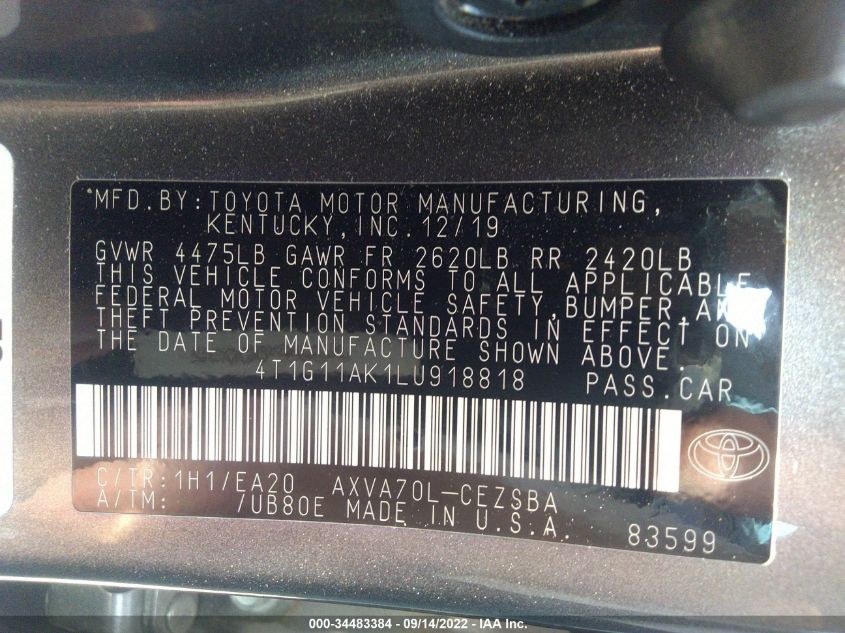 *MFD.BY:TOYOTA MOTOR MANUFACTURING,
KENTUCKY,INC.12/19
GVWR 4475LB GAWR FR 2620LB RR 2420LB
THIS VEHICLE CONFORMS TO ALL APPLICABLE
FEDERAL MOTOR VEHICLE SAFETY,BUMPER,AND
THEFT PREVENTION STANDARDS IN EFFECT ON
THE DATE OF MANUFACTURE SHOWN ABOVE.
4T1G11AK1LU918818 PASS.CAR
C/TR:1H1/EA20 AXVA70L-CEZSBA
A/TM: /UB80E MADE IN U.S.A.
83599
000-34483384 - 09/14/2022 - IAA Inc.